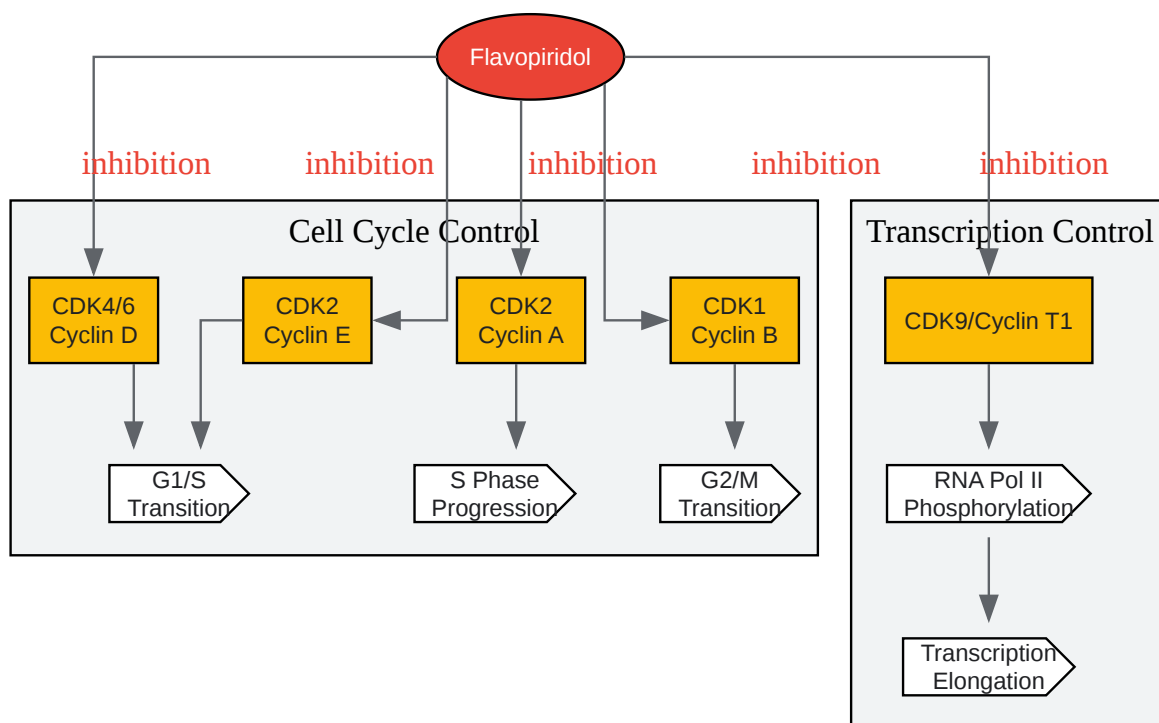 Flavopiridol
inhibition
inhibition
inhibition
inhibition
inhibition
Cell Cycle Control
Transcription Control
CDK4/6
Cyclin D
CDK2
Cyclin E
CDK2
Cyclin A
CDK1
Cyclin B
CDK9/Cyclin T1
G1/S
Transition
S Phase
Progression
G2/M
Transition
RNA Pol II
Phosphorylation
Transcription
Elongation